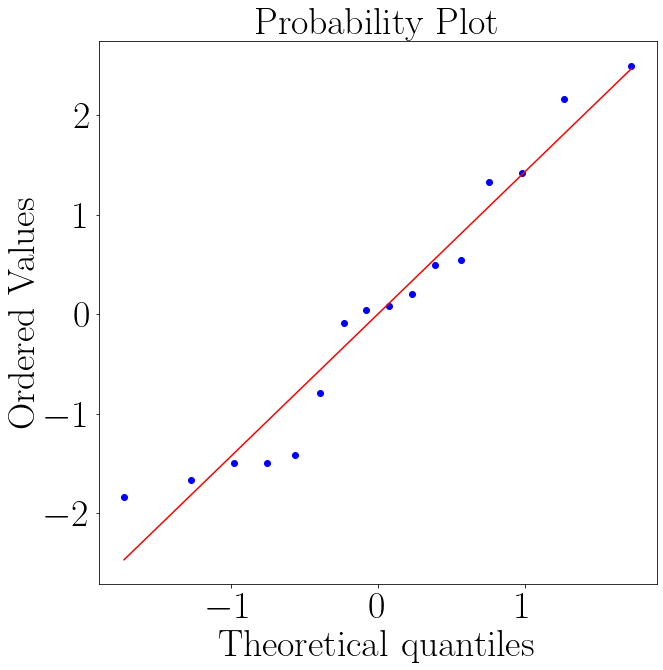 Probability Plot
Ordered Values
2
1
0
−1
−2
−1 0 1
Theoretical quantiles